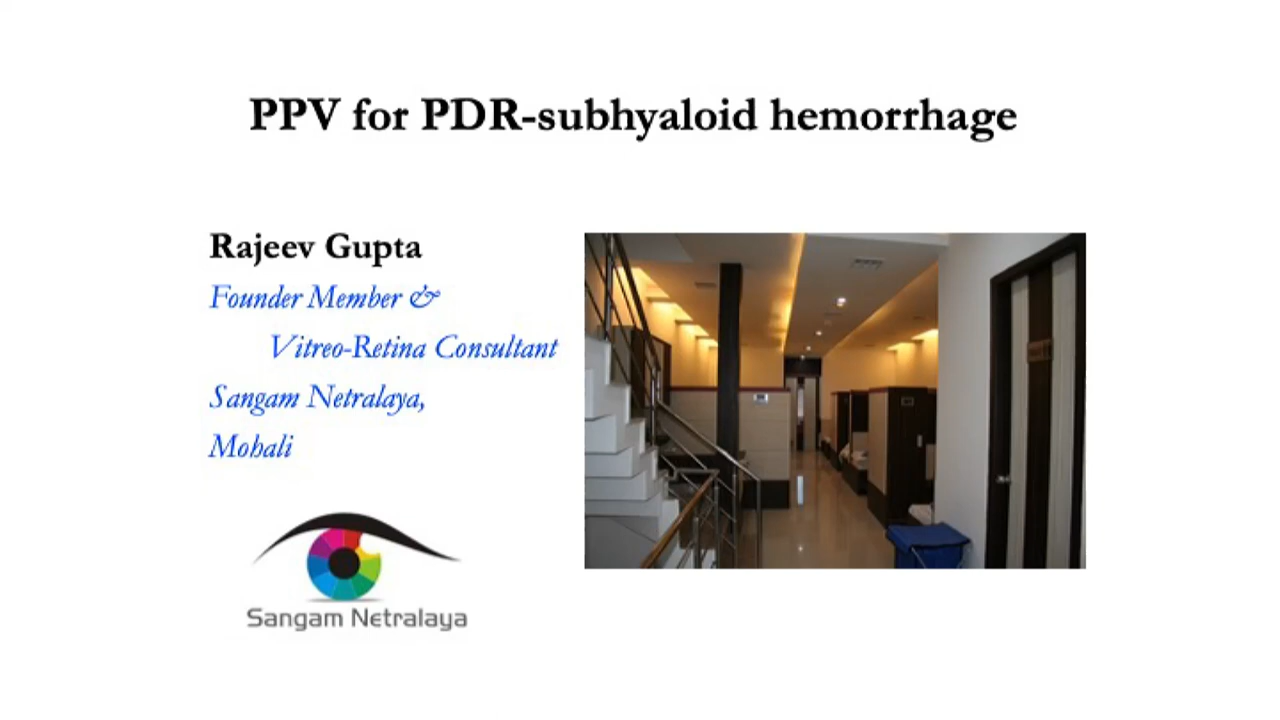 PPV for PDR-subhyaloid hemorrhage
Rajeev Gupta
Founder Member &
Vitreo-Retina Consultant
Sangam Netralaya,
Mohali
Sangam Netralaya